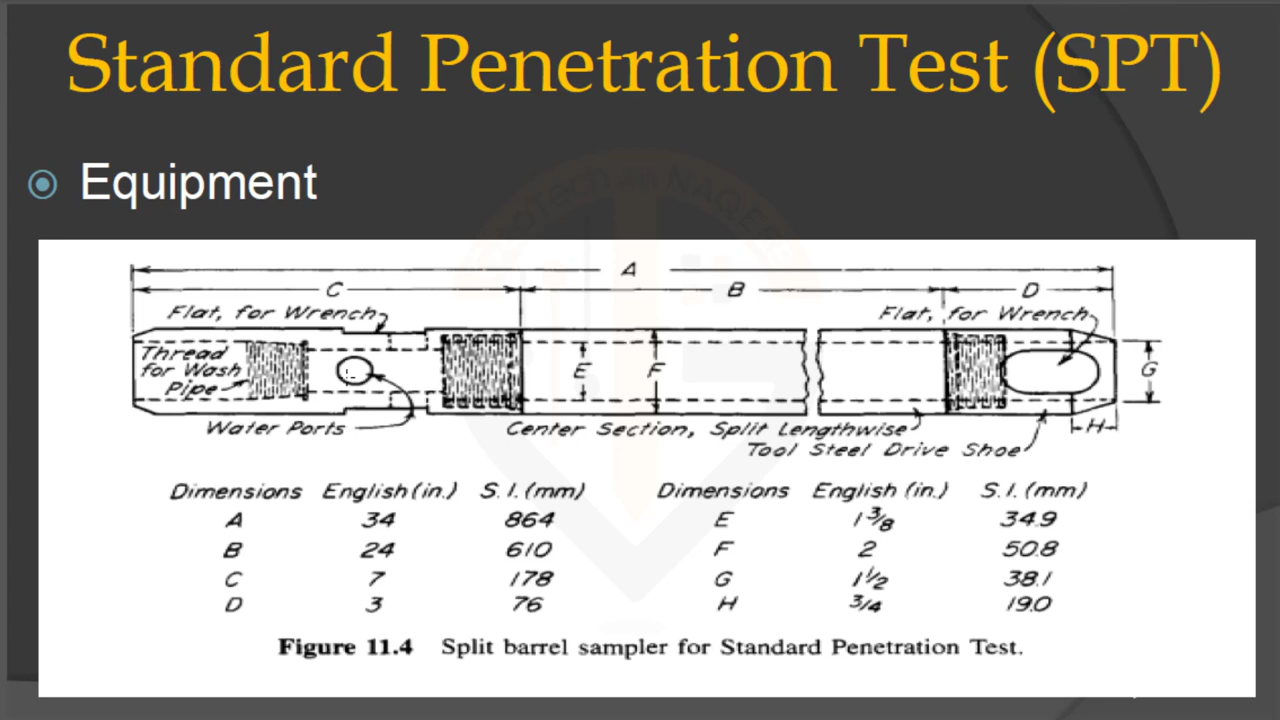 Standard Penetration Test (SPT)
Equipment
A
C B D
Flat, for Wrench Flat, for Wrench
Thread
for Wash
Pipe
E F G
Water Ports Center Section, Split Lengthwise H
Tool Steel Drive Shoe
Dimensions English (in.) S. I. (mm) Dimensions English (in.) S. I. (mm)
A 34 864 E 1 3/8 34.9
B 24 610 F 2 50.8
C 7 178 G 1 1/2 38.1
D 3 76 H 3/4 19.0
Figure 11.4 Split barrel sampler for Standard Penetration Test.